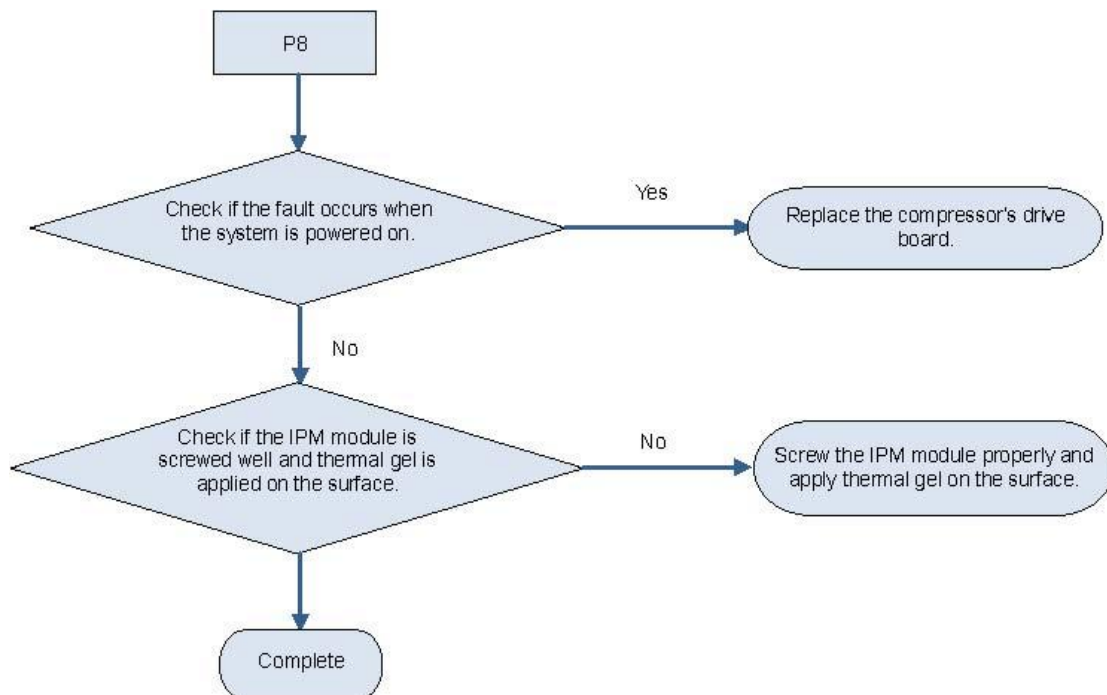 P8
Check if the fault occurs when
the system is powered on.
Yes
Replace the compressor's drive
board.
No
Check if the IPM module is
screwed well and thermal gel is
applied on the surface.
No
Screw the IPM module properly and
apply thermal gel on the surface.
Complete